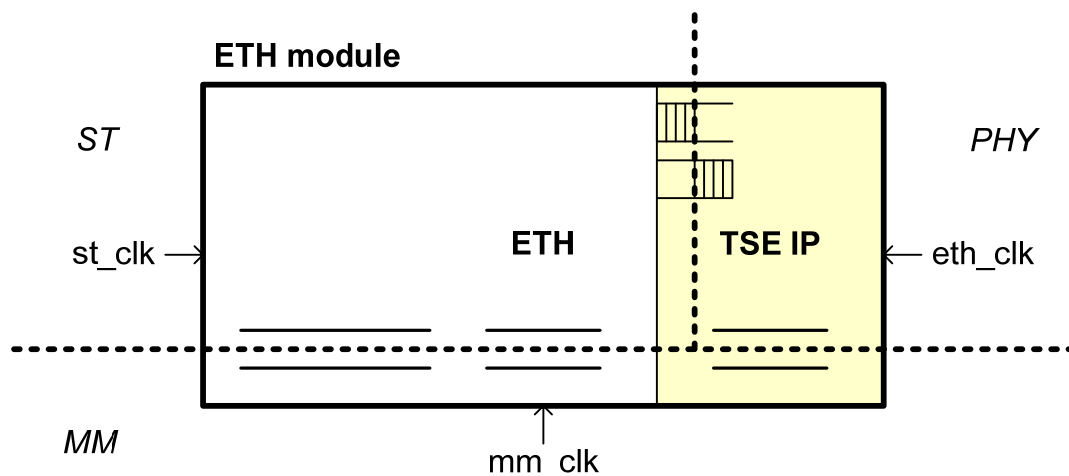 ETH module
ST
PHY
ETH
TSE IP
st_clk
eth_clk
MM
mm_clk